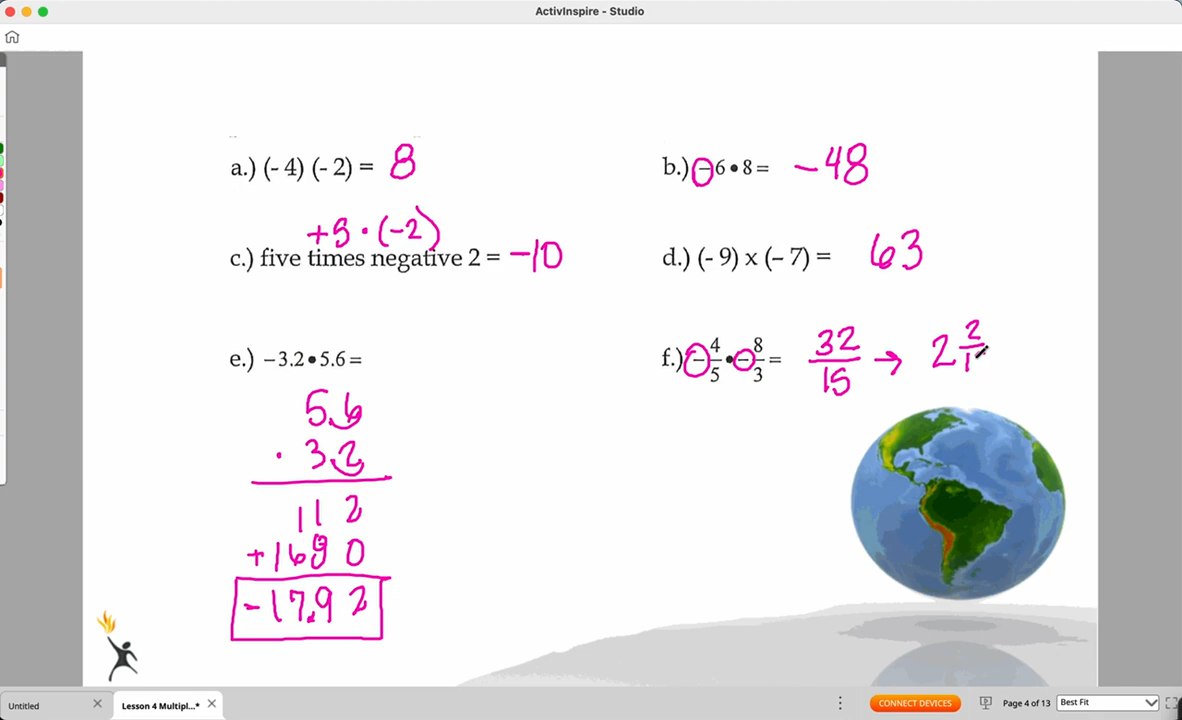 ActivInspire - Studio
a.) (- 4) (- 2) = 8
b.) -6 • 8 = -48
+5 · (-2)
c.) five times negative 2 = -10
d.) (- 9) x (- 7) = 63
e.) -3.2 • 5.6 =
f.) -4/5 • -8/3 = 32/15 → 2 2/1
5.6
· 3.2
112
+1680
-17.92
Untitled
Lesson 4 Multipl...*
CONNECT DEVICES
Page 4 of 13
Best Fit